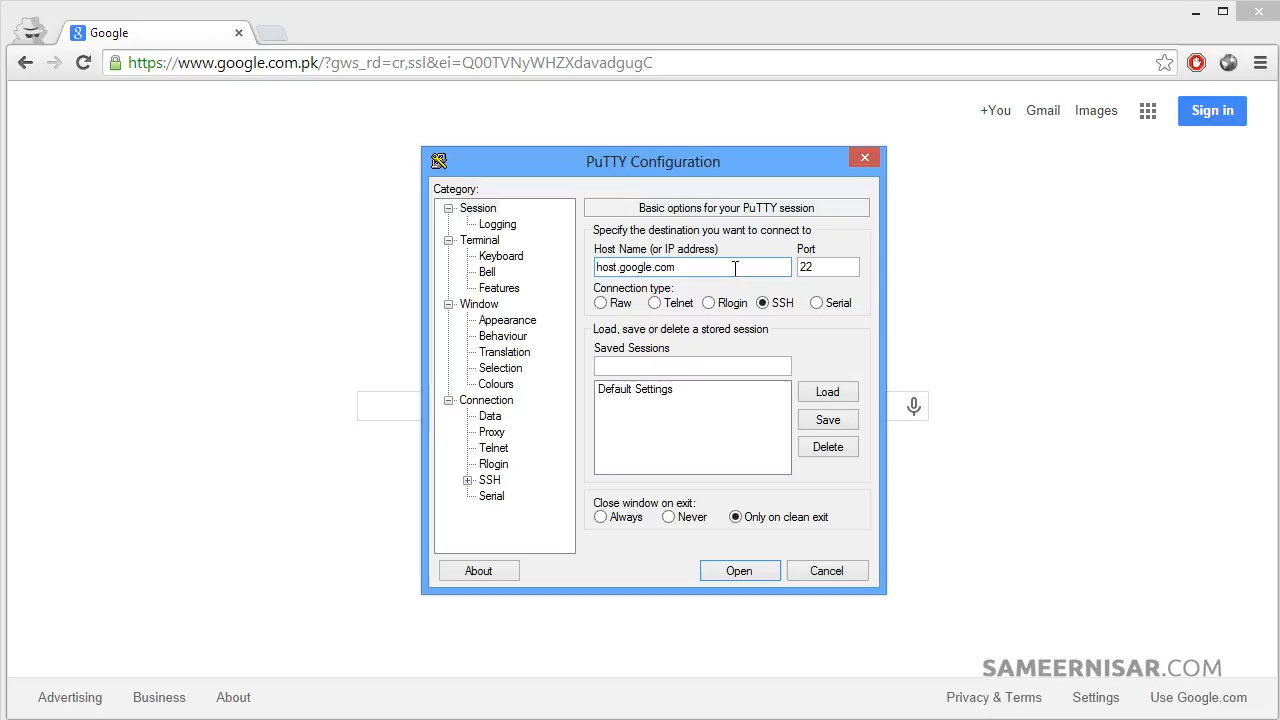 Google
https://www.google.com.pk/?gws_rd=cr,ssl&ei=Q00TVNyWHZXdavadgugC
+You Gmail Images Sign in
PuTTY Configuration
Category:
Session
Logging
Terminal
Keyboard
Bell
Features
Window
Appearance
Behaviour
Translation
Selection
Colours
Connection
Data
Proxy
Telnet
Rlogin
SSH
Serial
Basic options for your PuTTY session
Specify the destination you want to connect to
Host Name (or IP address) Port
host.google.com 22
Connection type:
Raw Telnet Rlogin SSH Serial
Load, save or delete a stored session
Saved Sessions
Default Settings
Load
Save
Delete
Close window on exit:
Always Never Only on clean exit
About Open Cancel
SAMEERNISAR.COM
Advertising Business About Privacy & Terms Settings Use Google.com